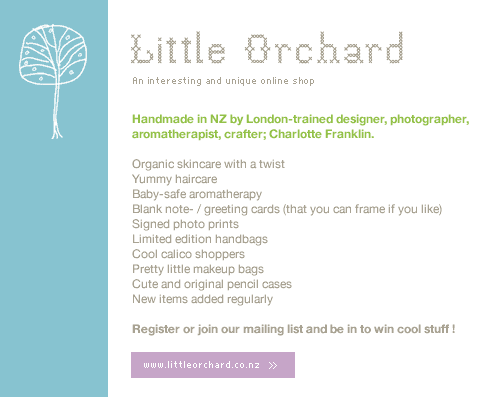 Little Orchard
An interesting and unique online shop
Handmade in NZ by London-trained designer, photographer,
aromatherapist, crafter; Charlotte Franklin.
Organic skincare with a twist
Yummy haircare
Baby-safe aromatherapy
Blank note- / greeting cards (that you can frame if you like)
Signed photo prints
Limited edition handbags
Cool calico shoppers
Pretty little makeup bags
Cute and original pencil cases
New items added regularly
Register or join our mailing list and be in to win cool stuff !
www.littleorchard.co.nz »